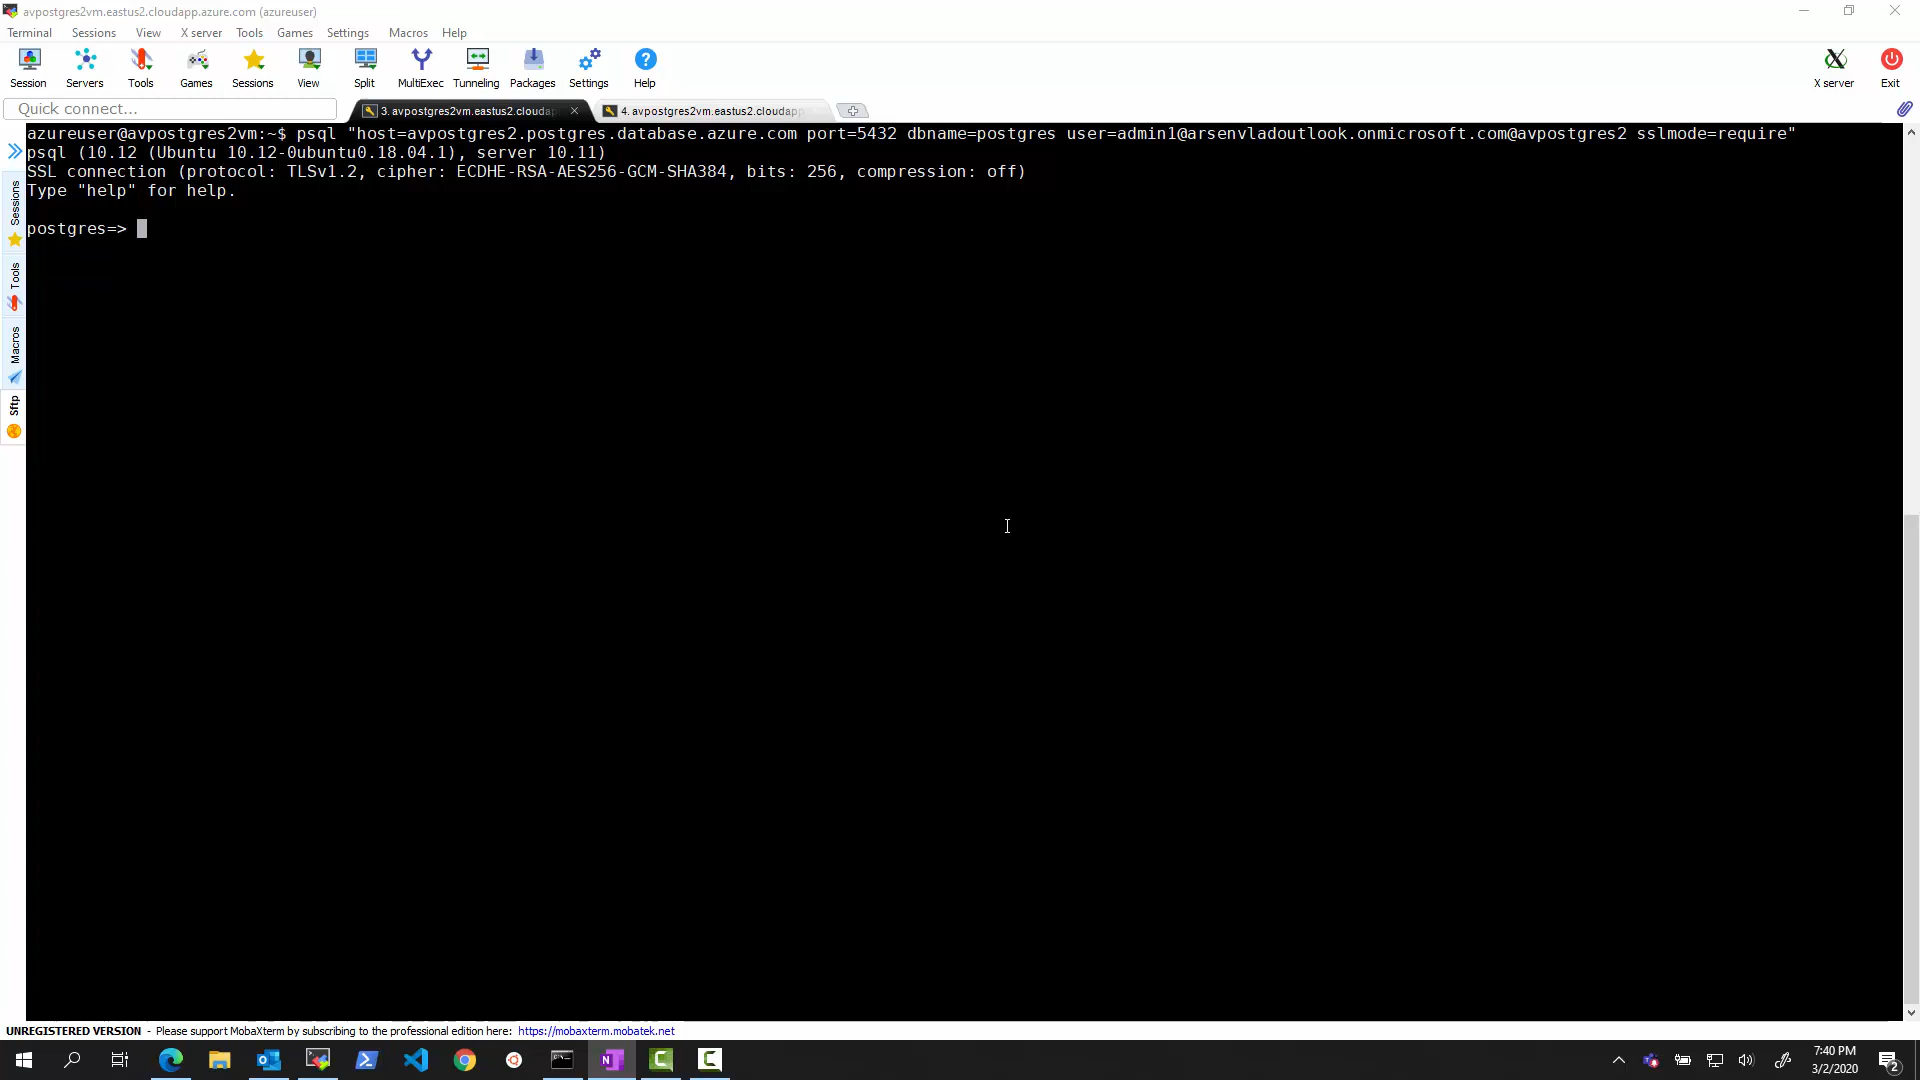 avpostgres2vm.eastus2.cloudapp.azure.com (azureuser)
Terminal Sessions View X server Tools Games Settings Macros Help
Session Servers Tools Games Sessions View Split MultiExec Tunneling Packages Settings Help X server Exit
Quick connect... 3. avpostgres2vm.eastus2.clouda 4. avpostgres2vm.eastus2.cloudapp
azureuser@avpostgres2vm:~$ psql "host=avpostgres2.postgres.database.azure.com port=5432 dbname=postgres user=admin1@arsenvladoutlook.onmicrosoft.com@avpostgres2 sslmode=require"
psql (10.12 (Ubuntu 10.12-0ubuntu0.18.04.1), server 10.11)
SSL connection (protocol: TLSv1.2, cipher: ECDHE-RSA-AES256-GCM-SHA384, bits: 256, compression: off)
Type "help" for help.
postgres=>
Sessions
Tools
Macros
Sftp
UNREGISTERED VERSION - Please support MobaXterm by subscribing to the professional edition here: https://mobaxterm.mobatek.net
7:40 PM
3/2/2020
2